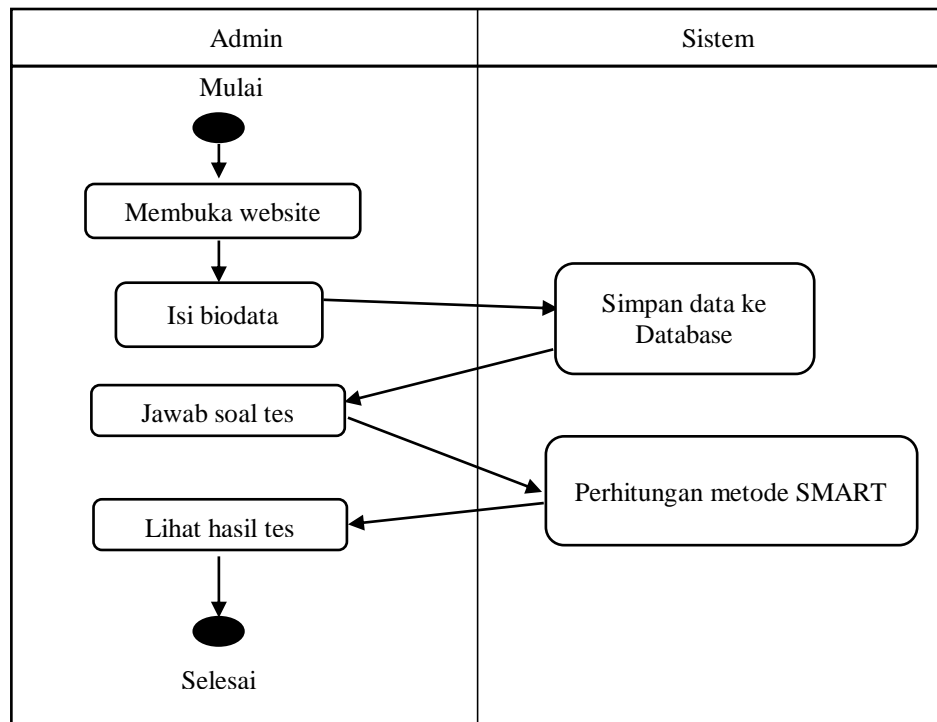 Admin
Sistem
Mulai
Membuka website
Isi biodata
Simpan data ke
Database
Jawab soal tes
Perhitungan metode SMART
Lihat hasil tes
Selesai